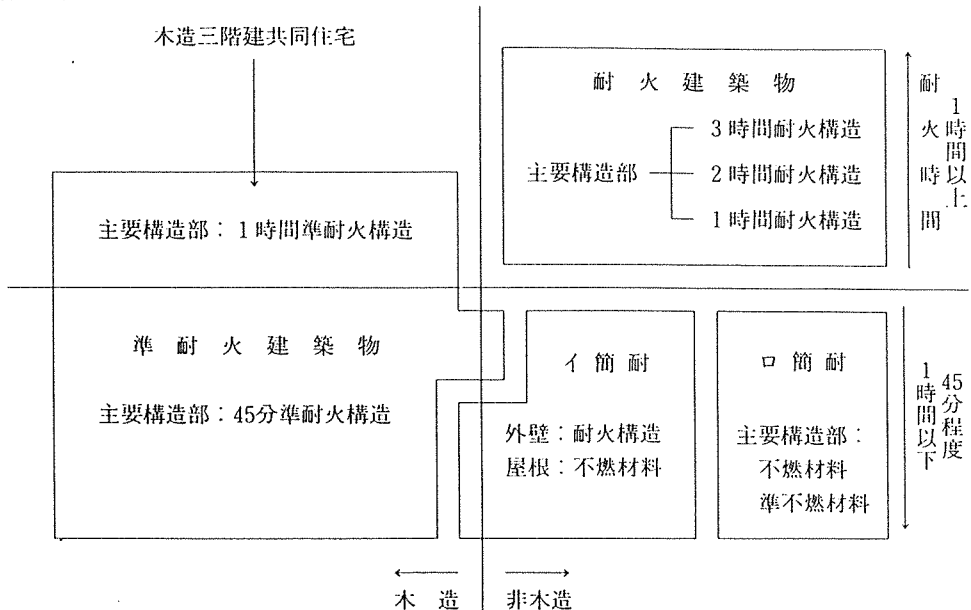 木造三階建共同住宅
主要構造部：1時間準耐火構造
準耐火建築物
主要構造部：45分準耐火構造
耐火建築物
主要構造部
3時間耐火構造
2時間耐火構造
1時間耐火構造
耐火時間
1時間以上
イ簡耐
外壁：耐火構造
屋根：不燃材料
ロ簡耐
主要構造部：
不燃材料
準不燃材料
45分程度
1時間以下
木造
非木造